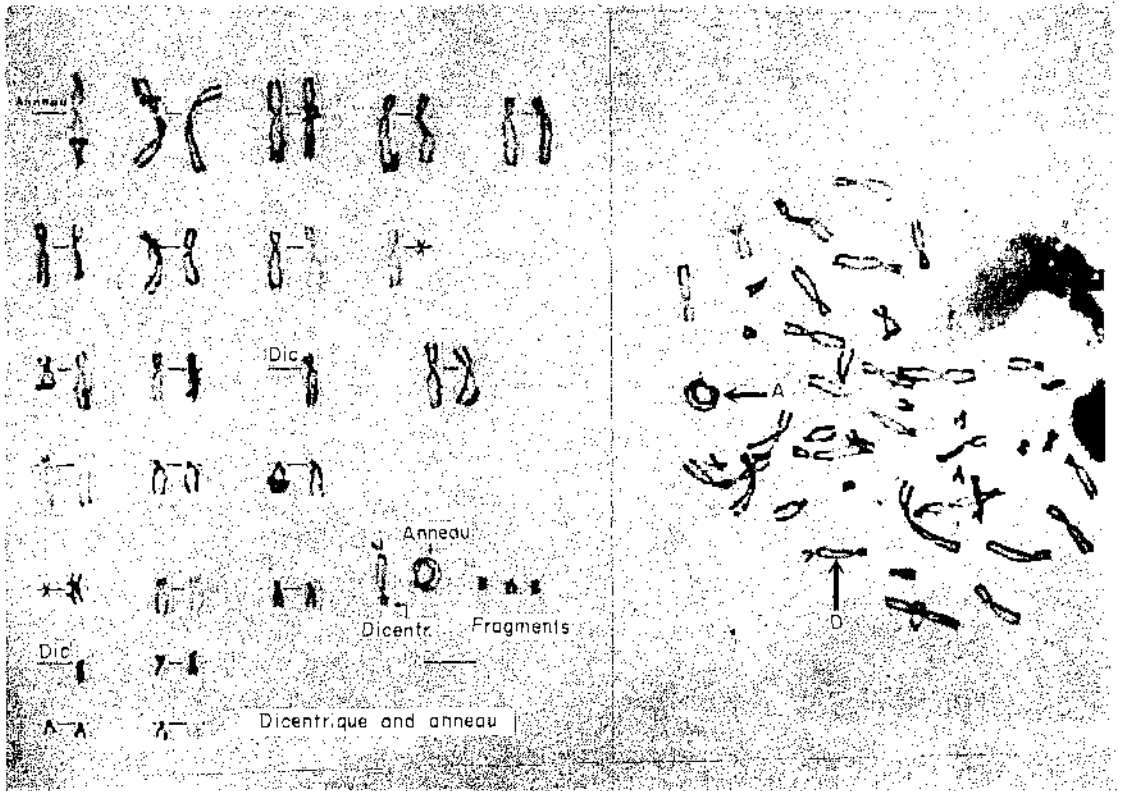 Anneau
Dic
Anneau
Dicentr.
Fragments
Dic
Dicentrique and anneau
A
D